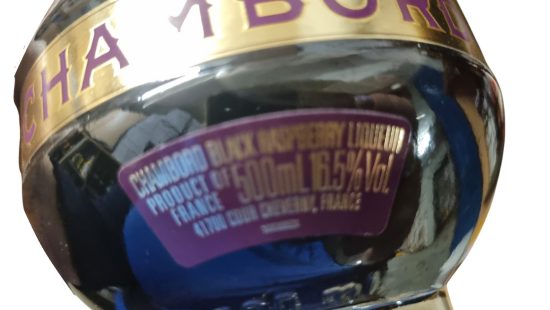 CHAMBORD
CHAMBORD BLACK RASPBERRY LIQUEUR
PRODUCT OF
FRANCE
500mL 16.5% Vol
41700 COUR CHEVERNY, FRANCE